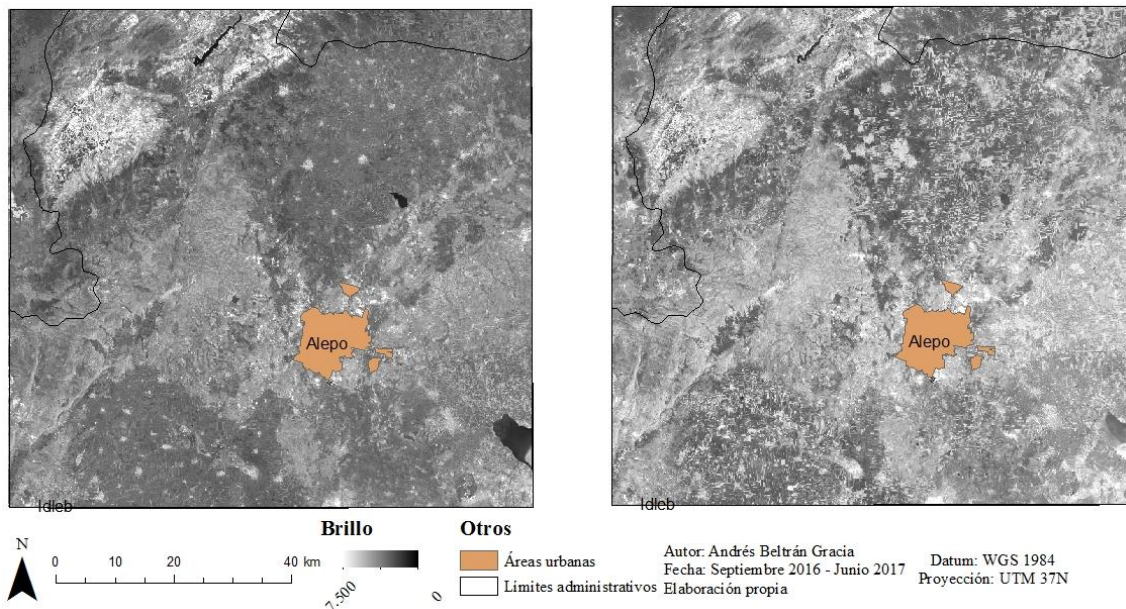 Alepo
Alepo
Idleb
Idleb
N
0 10 20 40 km
Brillo
7.500 0
Otros
Áreas urbanas
Límites administrativos
Autor: Andrés Beltrán Gracia
Fecha: Septiembre 2016 - Junio 2017
Elaboración propia
Datum: WGS 1984
Proyección: UTM 37N